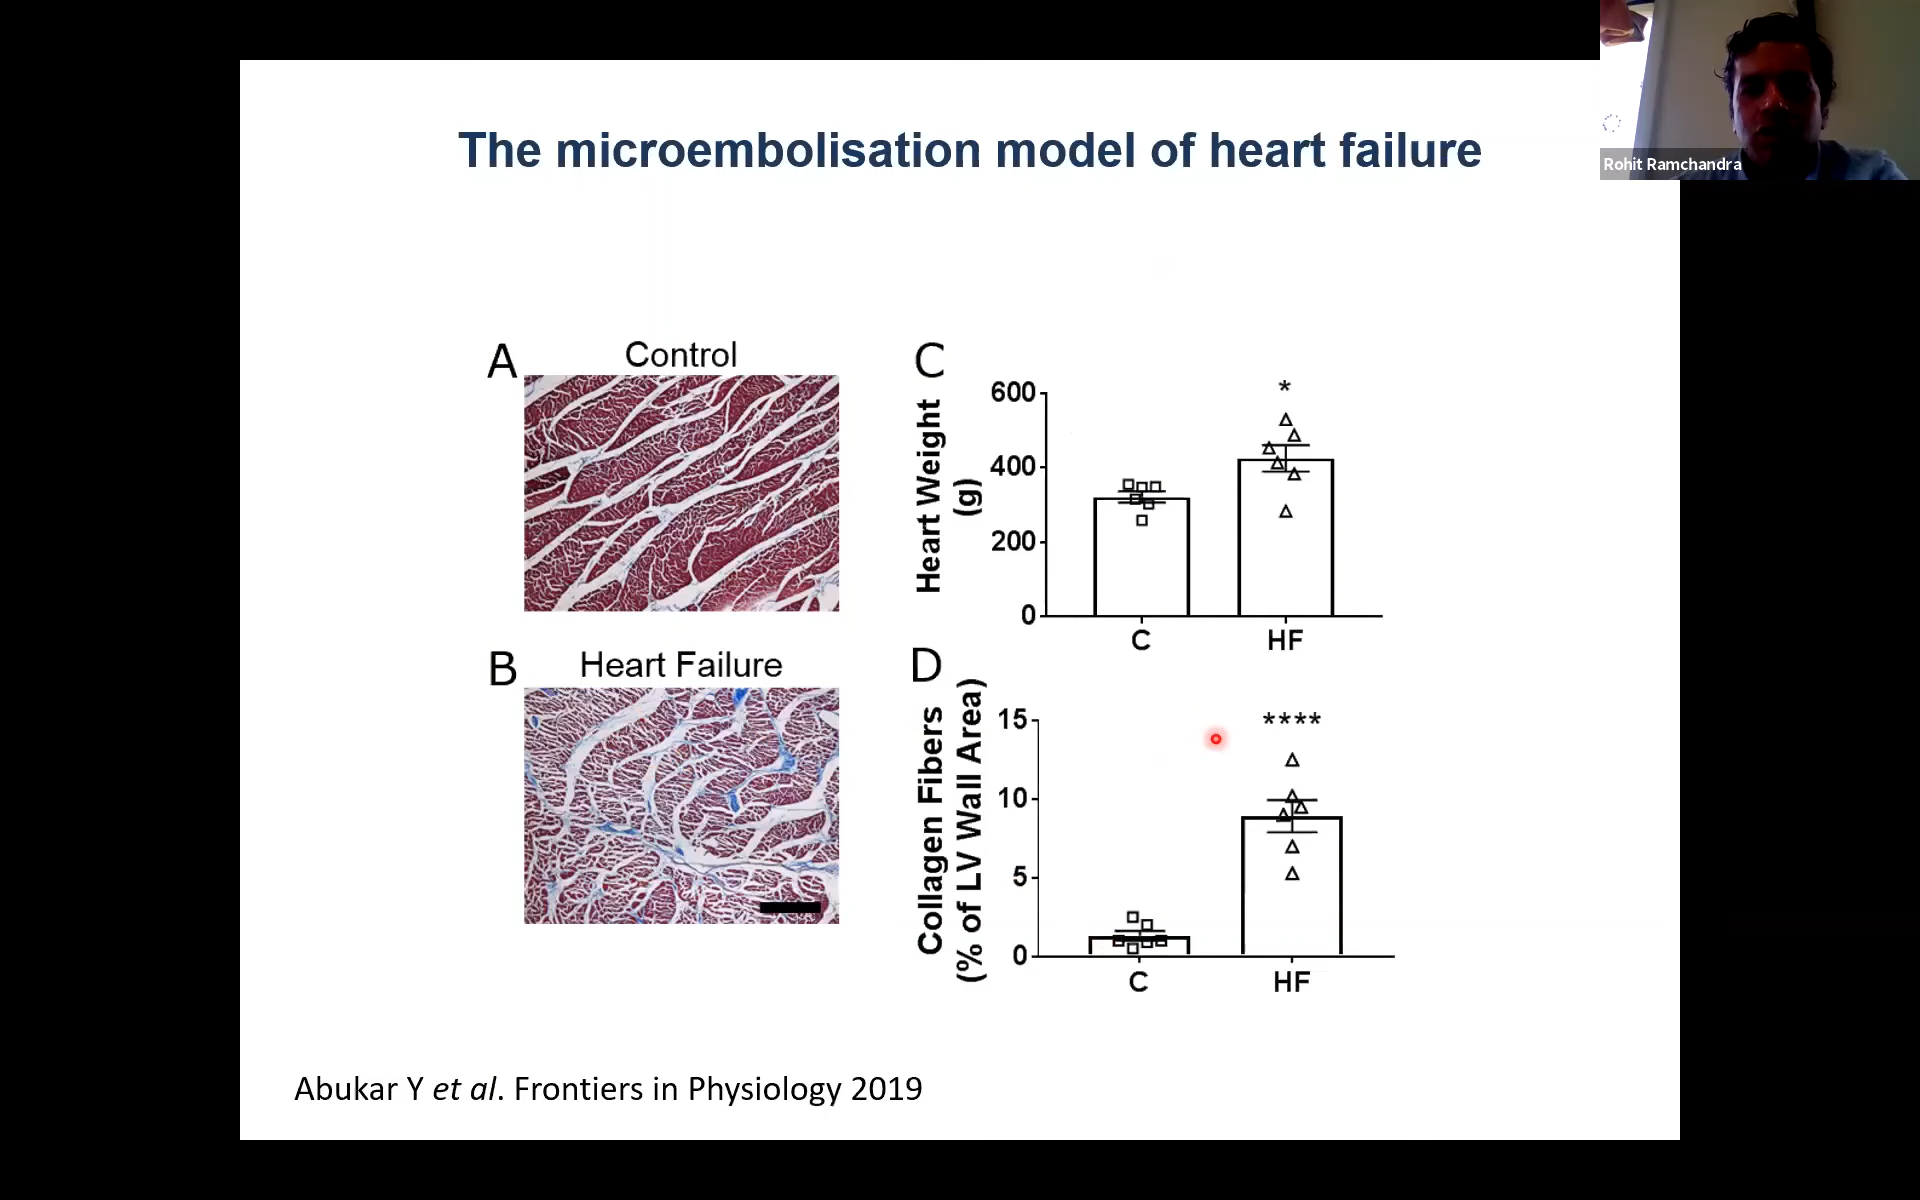 The microembolisation model of heart failure
Rohit Ramchandra
A
Control
B
Heart Failure
C
Heart Weight
(g)
600
400
200
0
*
C
HF
D
Collagen Fibers
(% of LV Wall Area)
15
10
5
0
****
C
HF
Abukar Y et al. Frontiers in Physiology 2019